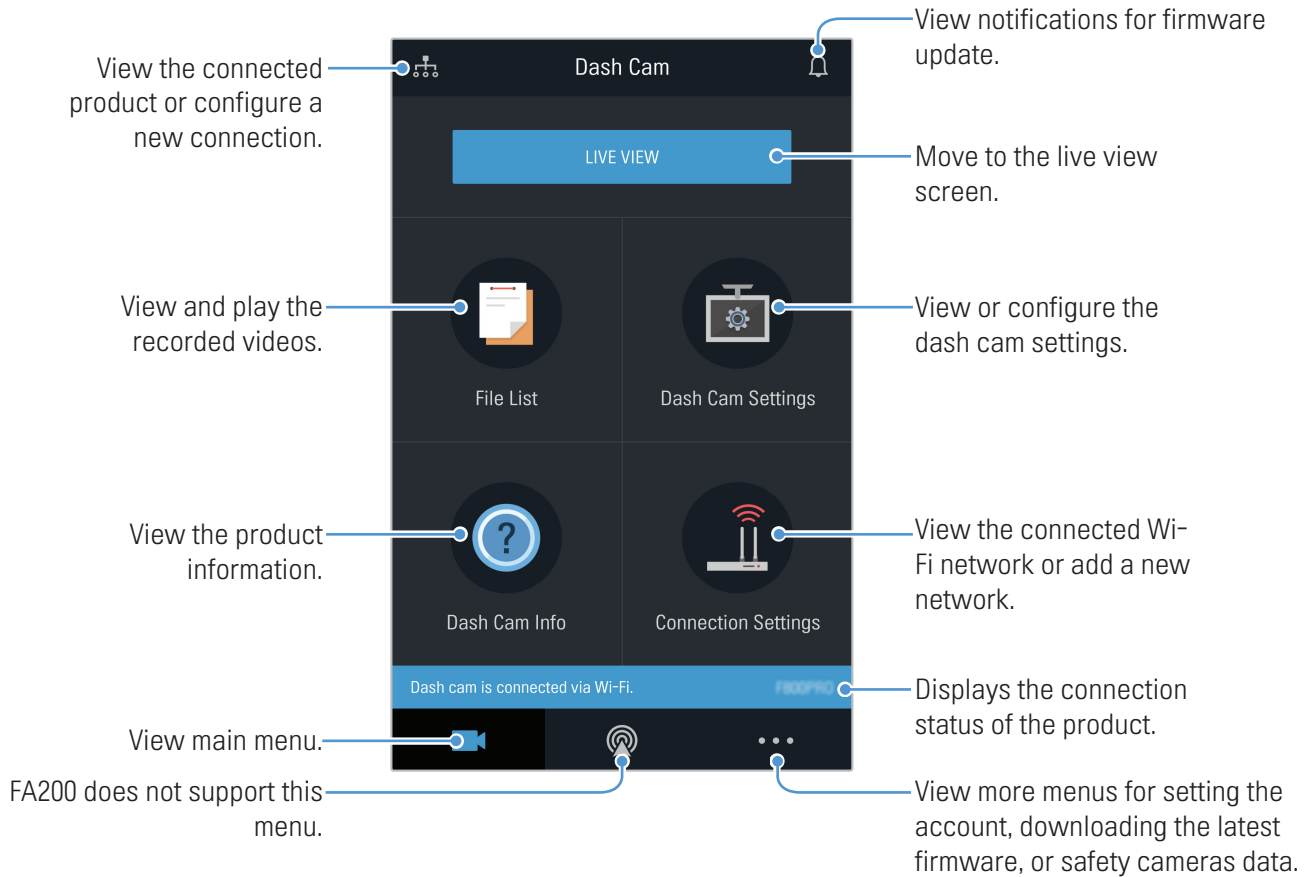 View notifications for firmware
update.
View the connected
product or configure a
new connection.
Dash Cam
LIVE VIEW
Move to the live view
screen.
View and play the
recorded videos.
View or configure the
dash cam settings.
File List
Dash Cam Settings
View the product
information.
?
View the connected Wi-
Fi network or add a new
network.
Dash Cam Info
Connection Settings
Dash cam is connected via Wi-Fi.
F800PRO
Displays the connection
status of the product.
View main menu.
FA200 does not support this
menu.
View more menus for setting the
account, downloading the latest
firmware, or safety cameras data.